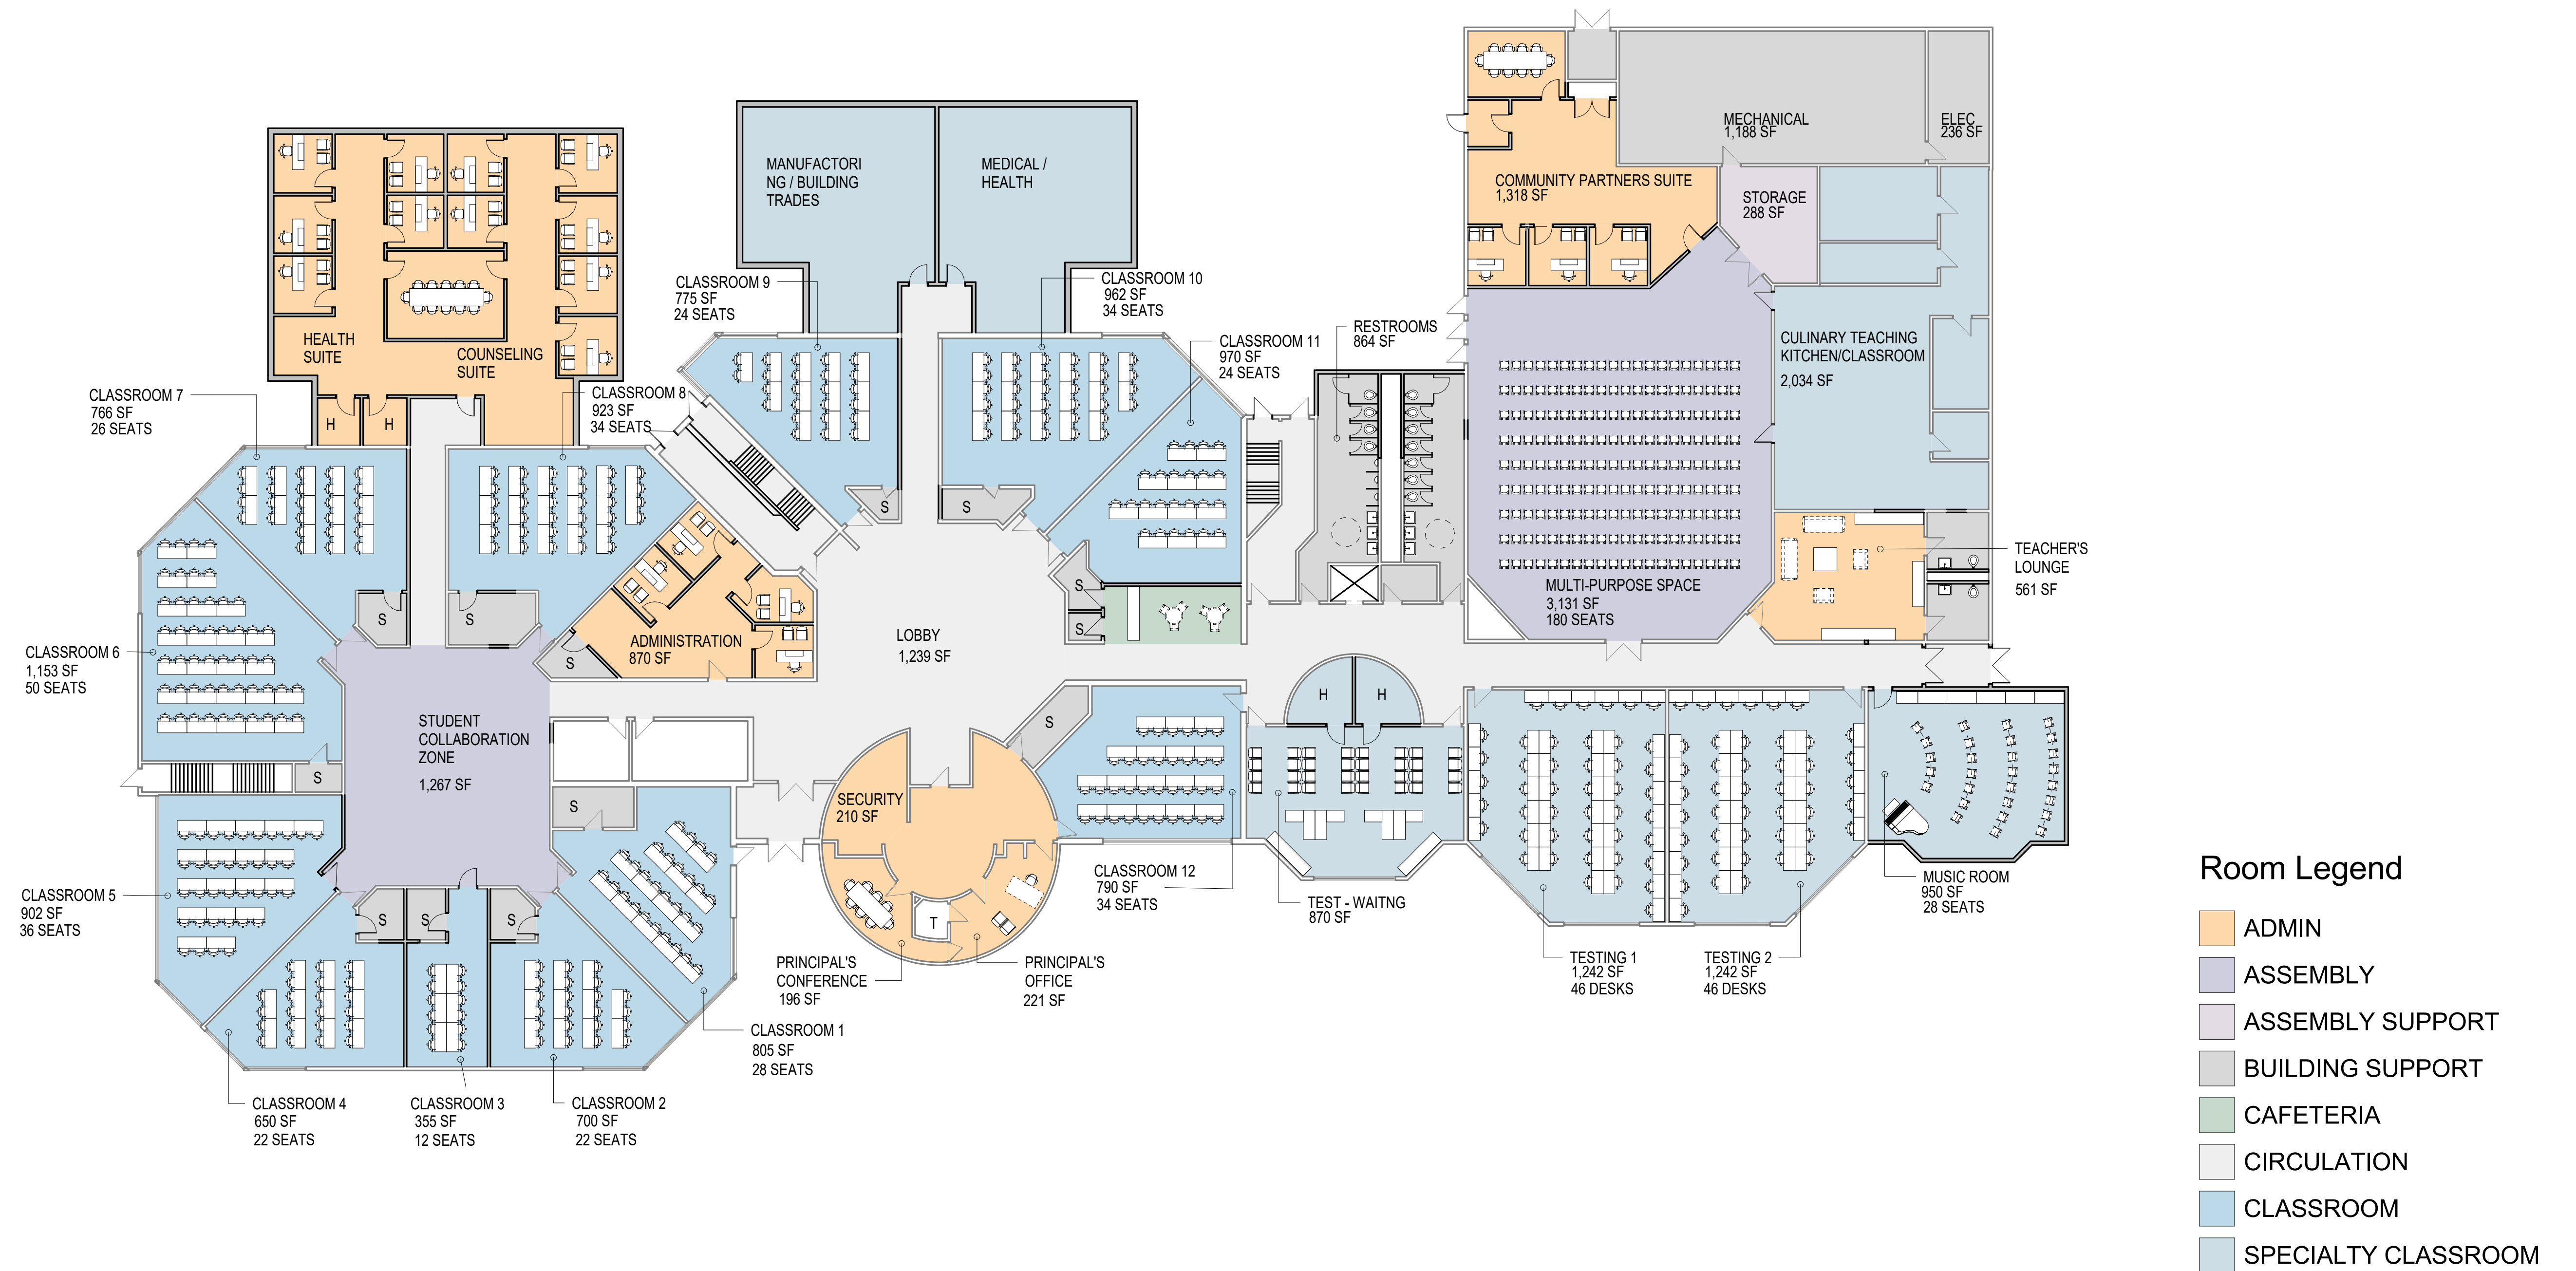 MECHANICAL
1,188 SF
ELEC
236 SF
MANUFACTORI
NG / BUILDING
TRADES
MEDICAL /
HEALTH
COMMUNITY PARTNERS SUITE
1,318 SF
STORAGE
288 SF
CLASSROOM 9
775 SF
24 SEATS
CLASSROOM 10
962 SF
34 SEATS
HEALTH
SUITE
COUNSELING
SUITE
CLASSROOM 11
970 SF
24 SEATS
RESTROOMS
864 SF
CULINARY TEACHING
KITCHEN/CLASSROOM
2,034 SF
CLASSROOM 7
766 SF
26 SEATS
CLASSROOM 8
923 SF
34 SEATS
H
H
S
S
TEACHER'S
LOUNGE
561 SF
MULTI-PURPOSE SPACE
3,131 SF
180 SEATS
S
S
S
S
S
ADMINISTRATION
870 SF
LOBBY
1,239 SF
CLASSROOM 6
1,153 SF
50 SEATS
STUDENT
COLLABORATION
ZONE
1,267 SF
H
H
S
S
S
SECURITY
210 SF
CLASSROOM 5
902 SF
36 SEATS
S
S
S
T
CLASSROOM 12
790 SF
34 SEATS
TEST - WAITNG
870 SF
MUSIC ROOM
950 SF
28 SEATS
PRINCIPAL'S
CONFERENCE
196 SF
PRINCIPAL'S
OFFICE
221 SF
TESTING 1
1,242 SF
46 DESKS
TESTING 2
1,242 SF
46 DESKS
CLASSROOM 1
805 SF
28 SEATS
CLASSROOM 4
650 SF
22 SEATS
CLASSROOM 3
355 SF
12 SEATS
CLASSROOM 2
700 SF
22 SEATS
Room Legend
ADMIN
ASSEMBLY
ASSEMBLY SUPPORT
BUILDING SUPPORT
CAFETERIA
CIRCULATION
CLASSROOM
SPECIALTY CLASSROOM